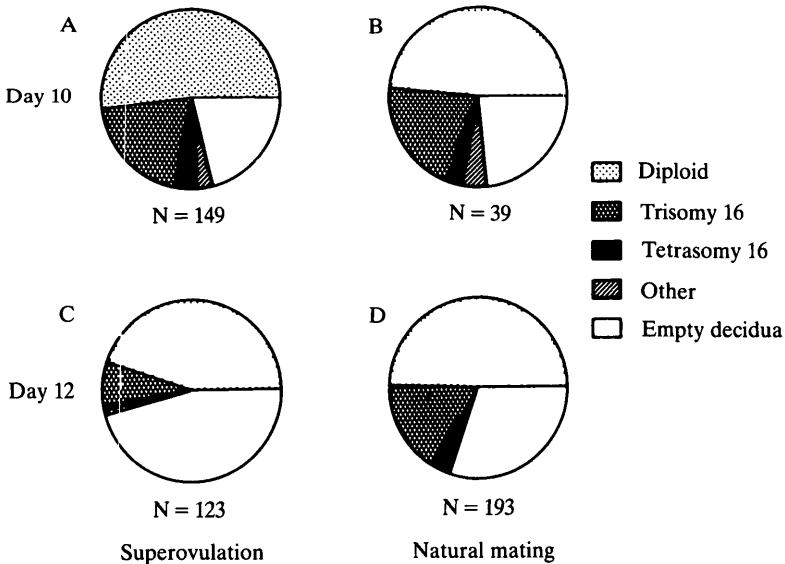 A
B
Day 10
N = 149
N = 39
Diploid
Trisomy 16
Tetrasomy 16
Other
Empty decidua
C
D
Day 12
N = 123
N = 193
Superovulation
Natural mating